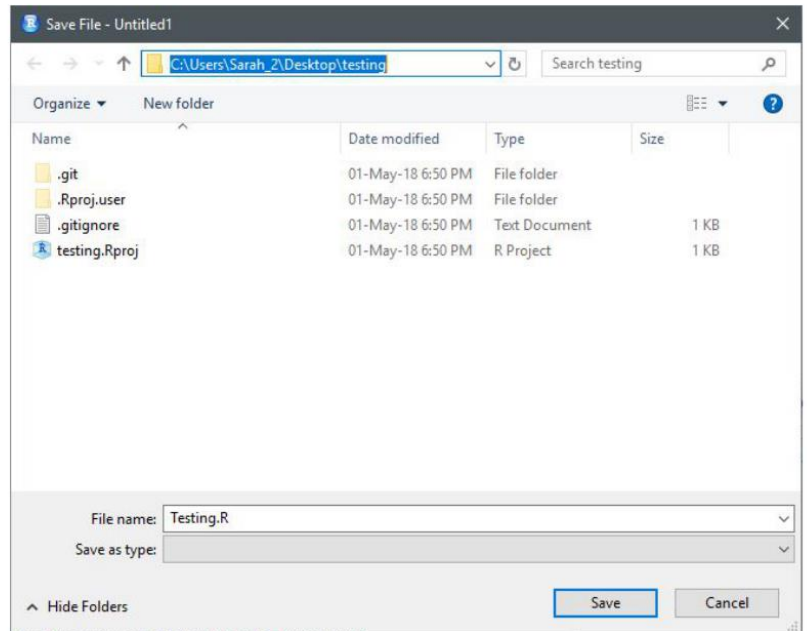 Save File - Untitled1
C:\Users\Sarah_2\Desktop\testing
Search testing
Organize New folder
Name Date modified Type Size
.git 01-May-18 6:50 PM File folder
.Rproj.user 01-May-18 6:50 PM File folder
.gitignore 01-May-18 6:50 PM Text Document 1 KB
testing.Rproj 01-May-18 6:50 PM R Project 1 KB
File name: Testing.R
Save as type:
Hide Folders Save Cancel